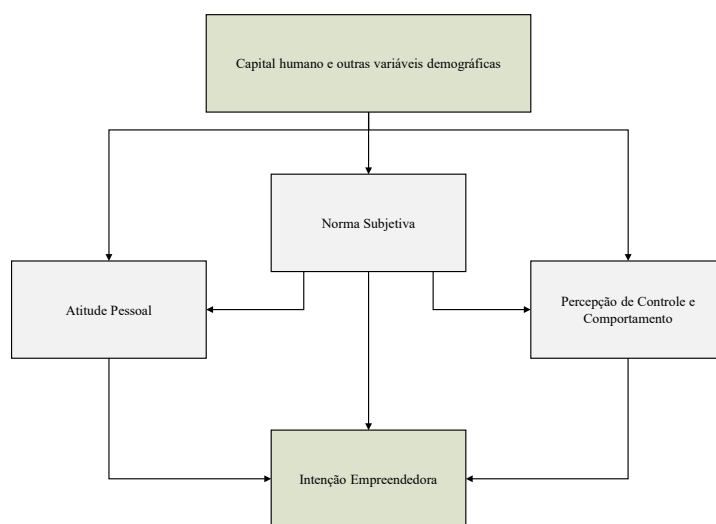 Capital humano e outras variáveis demográficas
Norma Subjetiva
Atitude Pessoal
Percepção de Controle e
Comportamento
Intenção Empreendedora